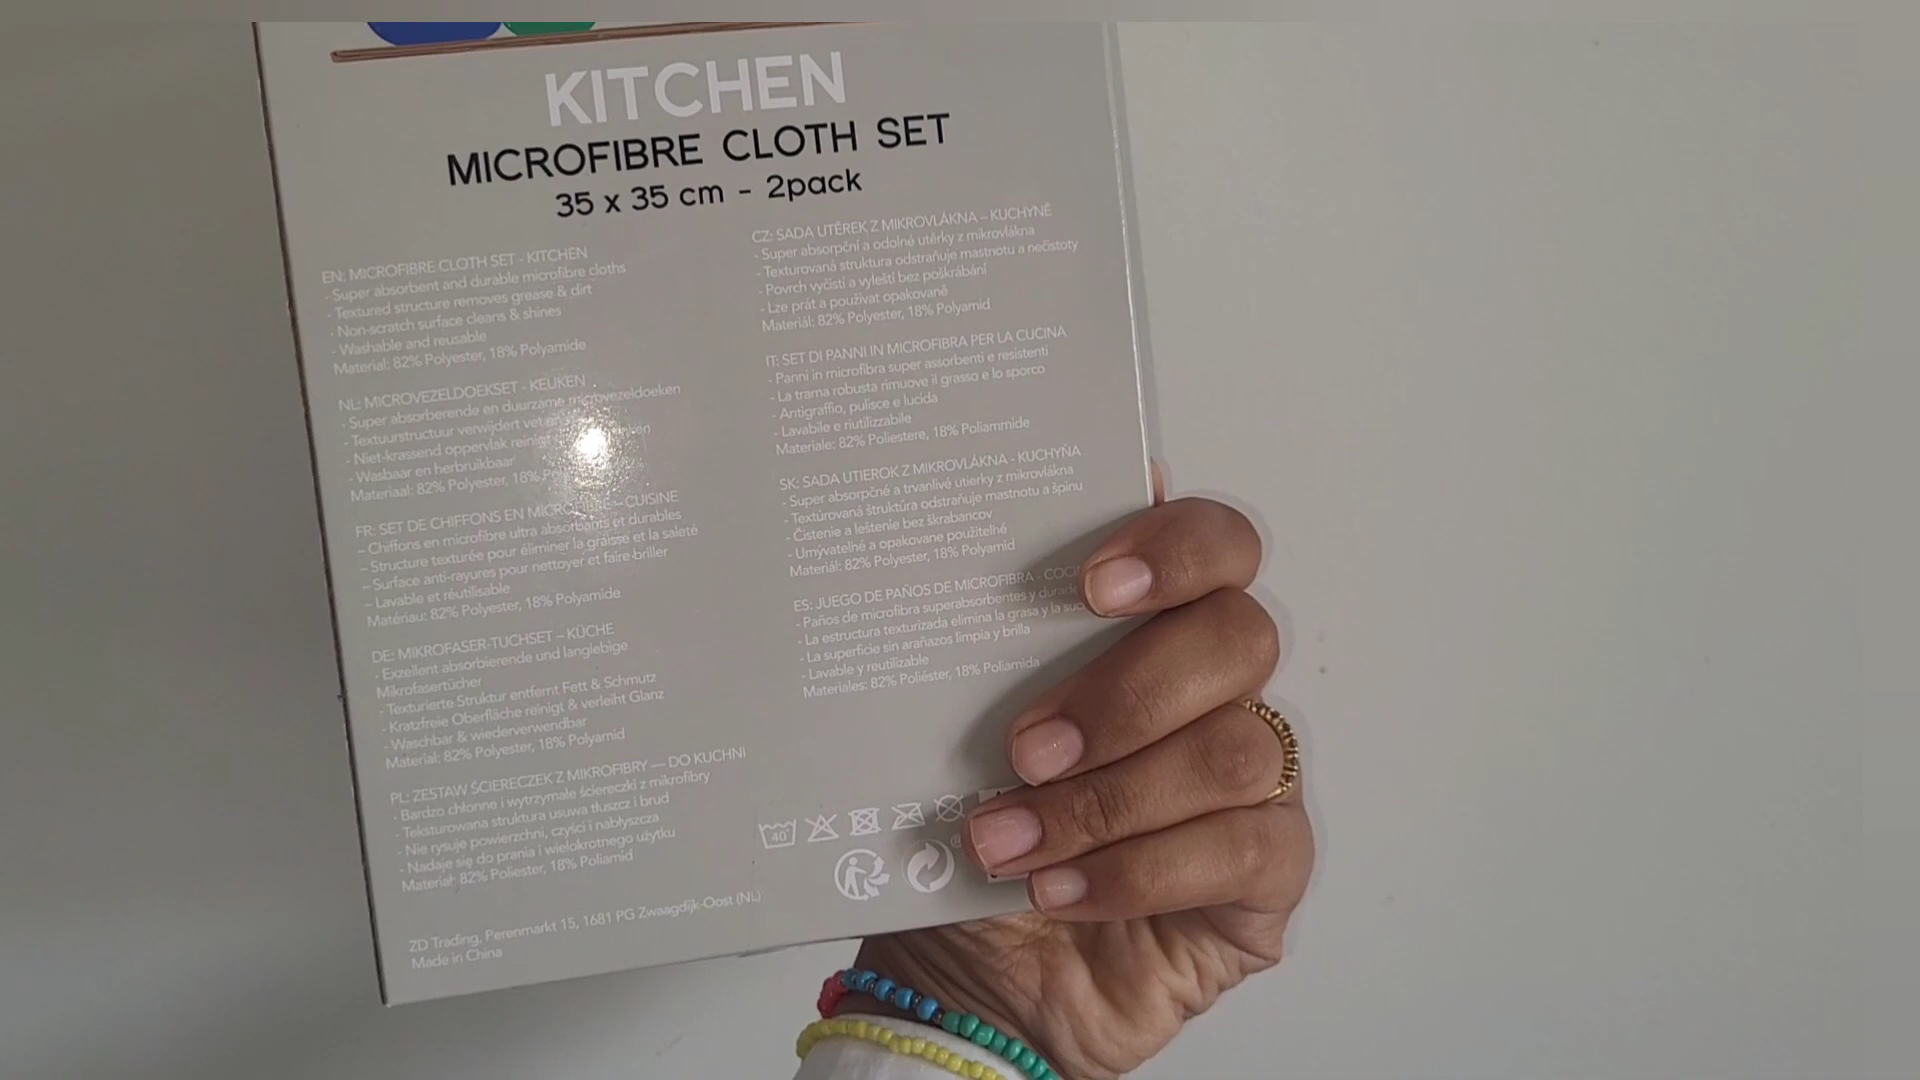 KITCHEN
MICROFIBRE CLOTH SET
35 x 35 cm - 2pack
EN: MICROFIBRE CLOTH SET - KITCHEN
- Super absorbent and durable microfibre cloths
- Textured structure removes grease & dirt
- Non-scratch surface cleans & shines
- Washable and reusable
Material: 82% Polyester, 18% Polyamide
NL: MICROVEZELDOEKSET - KEUKEN
- Super absorberende en duurzame microvezeldoeken
- Textuurstructuur verwijdert vet en
- Niet-krassend oppervlak reinigt
- Wasbaar en herbruikbaar
Materiaal: 82% Polyester, 18%
FR: SET DE CHIFFONS EN MICROFIBRE – CUISINE
– Chiffons en microfibre ultra absorbants et durables
– Structure texturée pour éliminer la graisse et la saleté
– Surface anti-rayures pour nettoyer et faire briller
– Lavable et réutilisable
Matériau: 82% Polyester, 18% Polyamide
DE: MIKROFASER-TUCHSET – KÜCHE
- Exzellent absorbierende und langlebige
Mikrofasertücher
- Texturierte Struktur entfernt Fett & Schmutz
- Kratzfreie Oberfläche reinigt & verleiht Glanz
- Waschbar & wiederverwendbar
Material: 82% Polyester, 18% Polyamid
PL: ZESTAW ŚCIERECZEK Z MIKROFIBRY — DO KUCHNI
- Bardzo chłonne i wytrzymałe ściereczki z mikrofibry
- Teksturowana struktura usuwa tłuszcz i brud
- Nie rysuje powierzchni, czyści i nabłyszcza
- Nadaje się do prania i wielokrotnego użytku
Materiał: 82% Poliester, 18% Poliamid
CZ: SADA UTĚREK Z MIKROVLÁKNA – KUCHYNĚ
- Super absorpční a odolné utěrky z mikrovlákna
- Texturovaná struktura odstraňuje mastnotu a nečistoty
- Povrch vyčistí a vyleští bez poškrábání
- Lze prát a používat opakovaně
Materiál: 82% Polyester, 18% Polyamid
IT: SET DI PANNI IN MICROFIBRA PER LA CUCINA
- Panni in microfibra super assorbenti e resistenti
- La trama robusta rimuove il grasso e lo sporco
- Antigraffio, pulisce e lucida
- Lavabile e riutilizzabile
Materiale: 82% Poliestere, 18% Poliammide
SK: SADA UTIEROK Z MIKROVLÁKNA - KUCHYŇA
- Super absorpčné a trvanlivé utierky z mikrovlákna
- Textúrovaná štruktúra odstraňuje mastnotu a špinu
- Čistenie a leštenie bez škrabancov
- Umývateľné a opakovane použiteľné
Materiál: 82% Polyester, 18% Polyamid
ES: JUEGO DE PAÑOS DE MICROFIBRA -
- Paños de microfibra superabsorbentes y
- La estructura texturizada elimina la grasa y la
- La superficie sin arañazos limpia y brilla
- Lavable y reutilizable
Materiales: 82% Poliéster, 18% Poliamida
40°
ZD Trading, Perenmarkt 15, 1681 PG Zwaagdijk-Oost (NL)
Made in China